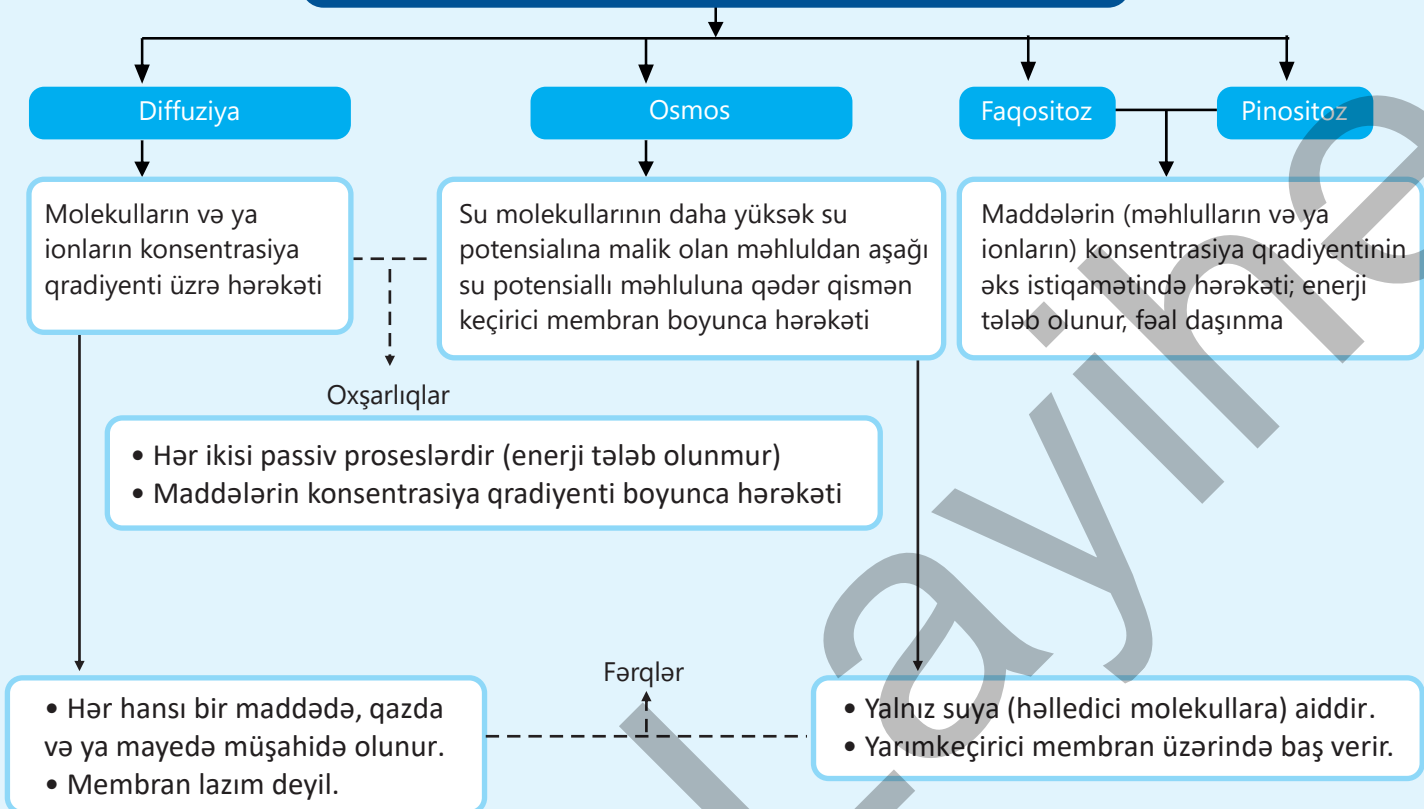 Diffuziya
Osmos
Faqositoz
Pinositoz
Molekulların və ya
ionların konsentrasiya
qradiyenti üzrə hərəkəti
Su molekullarının daha yüksək su
potensialına malik olan məhluldan aşağı
su potensiallı məhluluna qədər qismən
keçirici membran boyunca hərəkəti
Maddələrin (məhlulların və ya
ionların) konsentrasiya qradiyentinin
əks istiqamətində hərəkəti; enerji
tələb olunur, fəal daşınma
Oxşarlıqlar
• Hər ikisi passiv proseslərdir (enerji tələb olunmur)
• Maddələrin konsentrasiya qradiyenti boyunca hərəkəti
Fərqlər
• Hər hansı bir maddədə, qazda
və ya mayedə müşahidə olunur.
• Membran lazım deyil.
• Yalnız suya (həlledici molekullara) aiddir.
• Yarımkeçirici membran üzərində baş verir.
Layihe